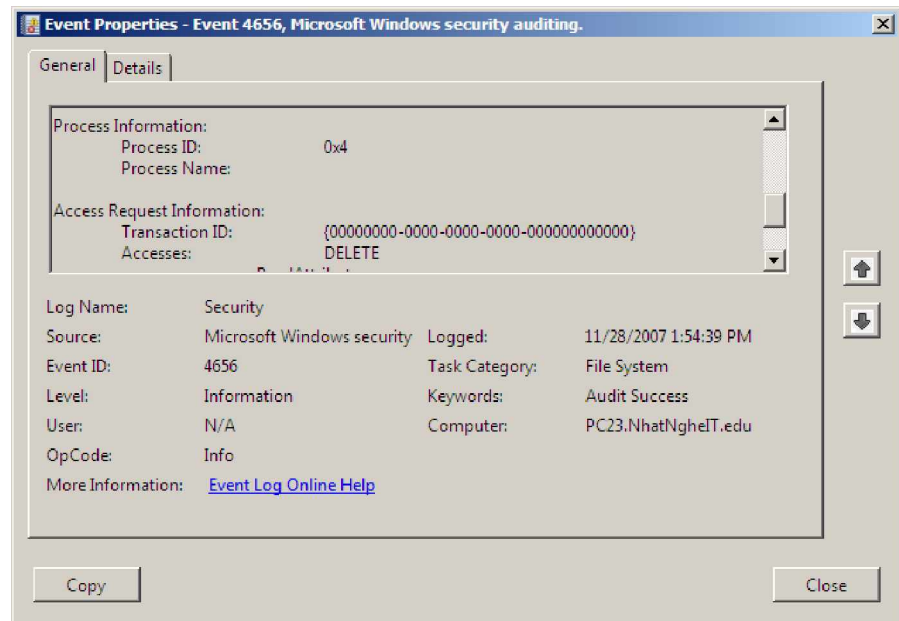 Event Properties - Event 4656, Microsoft Windows security auditing.
General Details
Process Information:
Process ID: 0x4
Process Name:
Access Request Information:
Transaction ID: {00000000-0000-0000-0000-000000000000}
Accesses: DELETE
Log Name: Security
Source: Microsoft Windows security Logged: 11/28/2007 1:54:39 PM
Event ID: 4656 Task Category: File System
Level: Information Keywords: Audit Success
User: N/A Computer: PC23.NhatNgheIT.edu
OpCode: Info
More Information: Event Log Online Help
Copy Close